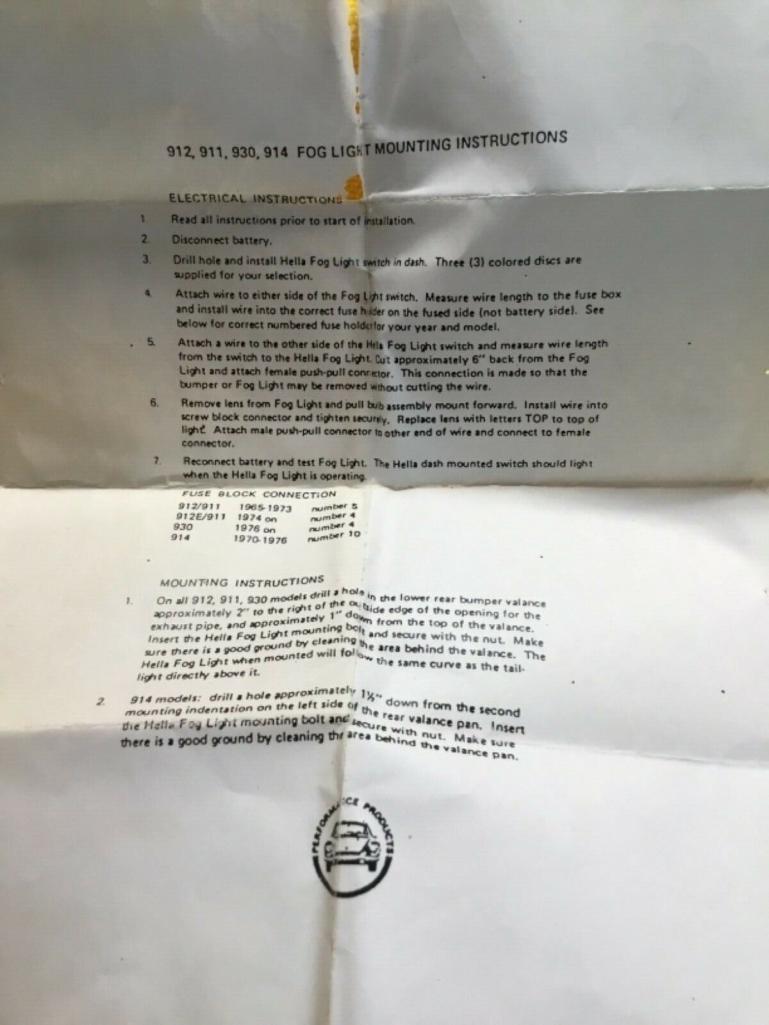 912, 911, 930, 914 FOG LIGHT MOUNTING INSTRUCTIONS
ELECTRICAL INSTRUCTIONS
1. Read all instructions prior to start of installation.
2. Disconnect battery.
3. Drill hole and install Hella Fog Light switch in dash. Three (3) colored discs are
supplied for your selection.
4. Attach wire to either side of the Fog Light switch. Measure wire length to the fuse box
and install wire into the correct fuse holder on the fused side (not battery side). See
below for correct numbered fuse holder for your year and model.
5. Attach a wire to the other side of the Hella Fog Light switch and measure wire length
from the switch to the Hella Fog Light. Cut approximately 6" back from the Fog
Light and attach female push-pull connector. This connection is made so that the
bumper or Fog Light may be removed without cutting the wire.
6. Remove lens from Fog Light and pull bulb assembly mount forward. Install wire into
screw block connector and tighten securely. Replace lens with letters TOP to top of
light. Attach male push-pull connector to other end of wire and connect to female
connector.
7. Reconnect battery and test Fog Light. The Hella dash mounted switch should light
when the Hella Fog Light is operating.
FUSE BLOCK CONNECTION
912/911 1965-1973 number 5
912E/911 1974 on number 4
930 1976 on number 4
914 1970-1976 number 10
MOUNTING INSTRUCTIONS
1. On all 912, 911, 930 models drill a hole in the lower rear bumper valance
approximately 2" to the right of the outside edge of the opening for the
exhaust pipe, and approximately 1" down from the top of the valance.
Insert the Hella Fog Light mounting bolt and secure with the nut. Make
sure there is a good ground by cleaning the area behind the valance. The
Hella Fog Light when mounted will follow the same curve as the tail-
light directly above it.
2. 914 models: drill a hole approximately 1½" down from the second
mounting indentation on the left side of the rear valance pan. Insert
the Hella Fog Light mounting bolt and secure with nut. Make sure
there is a good ground by cleaning the area behind the valance pan.
PERFORMANCE PRODUCTS